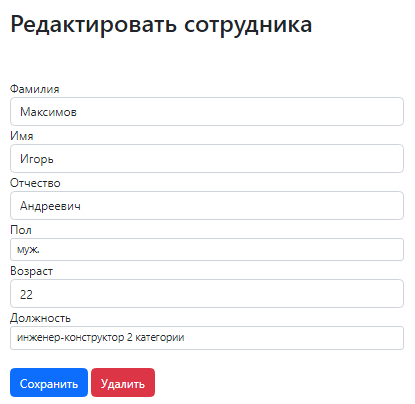 Редактировать сотрудника
Фамилия
Максимов
Имя
Игорь
Отчество
Андреевич
Пол
муж.
Возраст
22
Должность
инженер-конструктор 2 категории
Сохранить Удалить